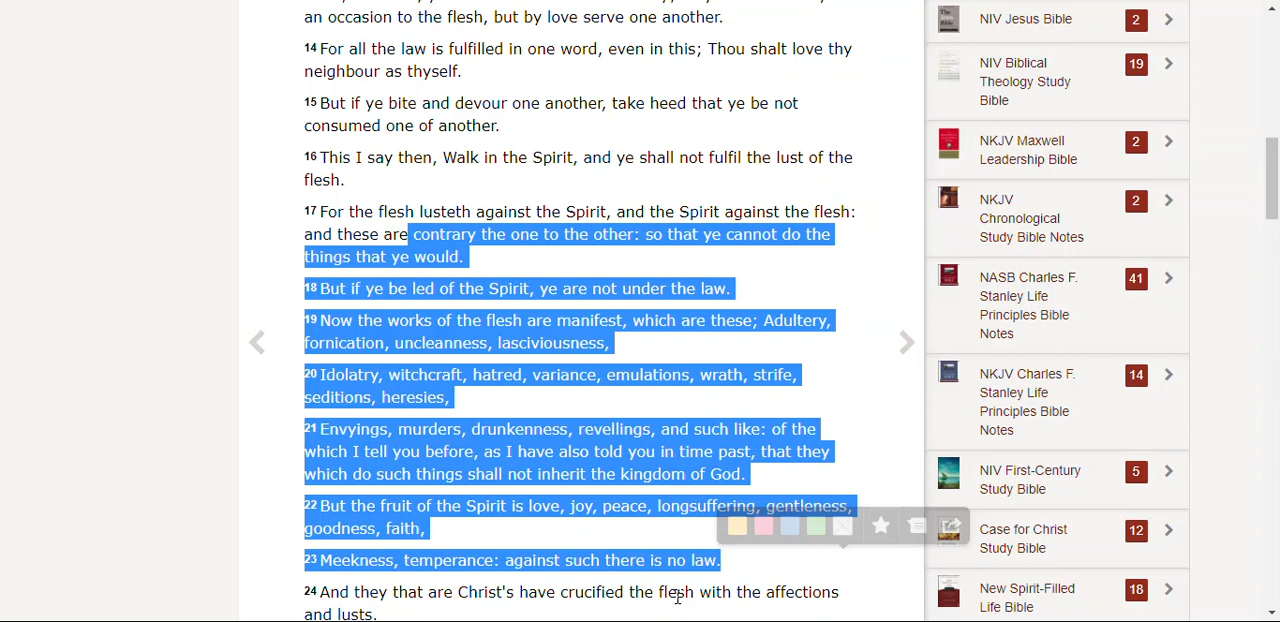 an occasion to the flesh, but by love serve one another.
14 For all the law is fulfilled in one word, even in this; Thou shalt love thy
neighbour as thyself.
15 But if ye bite and devour one another, take heed that ye be not
consumed one of another.
16 This I say then, Walk in the Spirit, and ye shall not fulfil the lust of the
flesh.
17 For the flesh lusteth against the Spirit, and the Spirit against the flesh:
and these are contrary the one to the other: so that ye cannot do the
things that ye would.
18 But if ye be led of the Spirit, ye are not under the law.
19 Now the works of the flesh are manifest, which are these; Adultery,
fornication, uncleanness, lasciviousness,
20 Idolatry, witchcraft, hatred, variance, emulations, wrath, strife,
seditions, heresies,
21 Envyings, murders, drunkenness, revellings, and such like: of the
which I tell you before, as I have also told you in time past, that they
which do such things shall not inherit the kingdom of God.
22 But the fruit of the Spirit is love, joy, peace, longsuffering, gentleness,
goodness, faith,
23 Meekness, temperance: against such there is no law.
24 And they that are Christ's have crucified the flesh with the affections
and lusts.
NIV Jesus Bible 2
NIV Biblical 19
Theology Study
Bible
NKJV Maxwell 2
Leadership Bible
NKJV 2
Chronological
Study Bible Notes
NASB Charles F. 41
Stanley Life
Principles Bible
Notes
NKJV Charles F. 14
Stanley Life
Principles Bible
Notes
NIV First-Century 5
Study Bible
Case for Christ 12
Study Bible
New Spirit-Filled 18
Life Bible